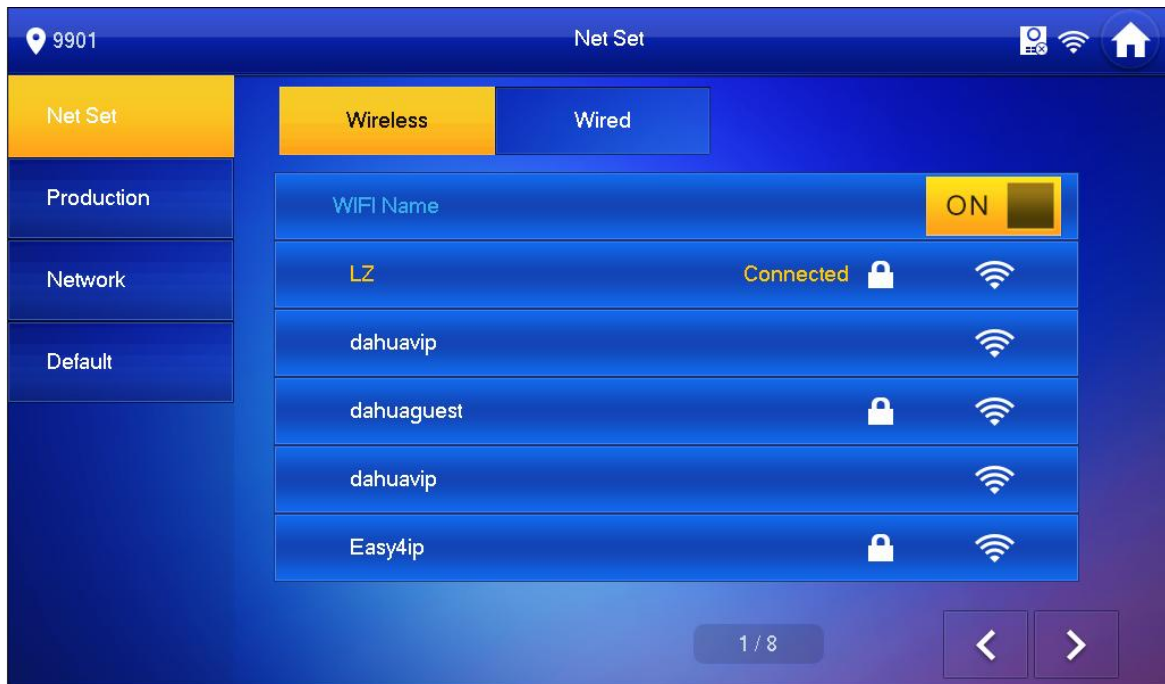 9901
Net Set
Net Set
Production
Network
Default
Wireless
Wired
WIFI Name
ON
LZ
Connected
dahuavip
dahuaguest
dahuavip
Easy4ip
1 / 8